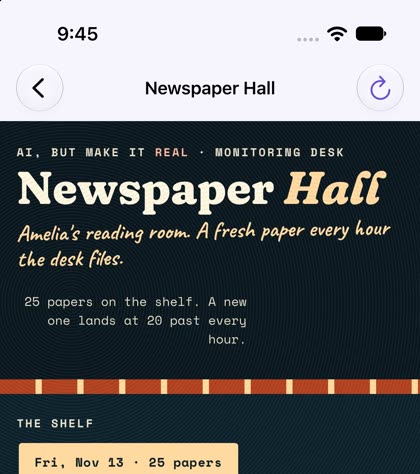 9:45
Newspaper Hall
AI, BUT MAKE IT REAL · MONITORING DESK
Newspaper Hall
Amelia's reading room. A fresh paper every hour
the desk files.
25 papers on the shelf. A new
one lands at 20 past every
hour.
THE SHELF
Fri, Nov 13 · 25 papers